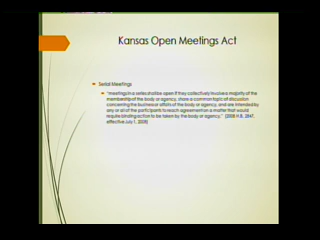 Kansas Open Meetings Act
Serial Meetings
"meetings in a series shall be open if they collectively involve a majority of the
membership of the body or agency, share a common topic of discussion
concerning the business or affairs of the body or agency, and are intended by
any or all of the participants to reach agreement on a matter that would
require binding action to be taken by the body or agency." (2008 H.B. 2947,
effective July 1, 2008)